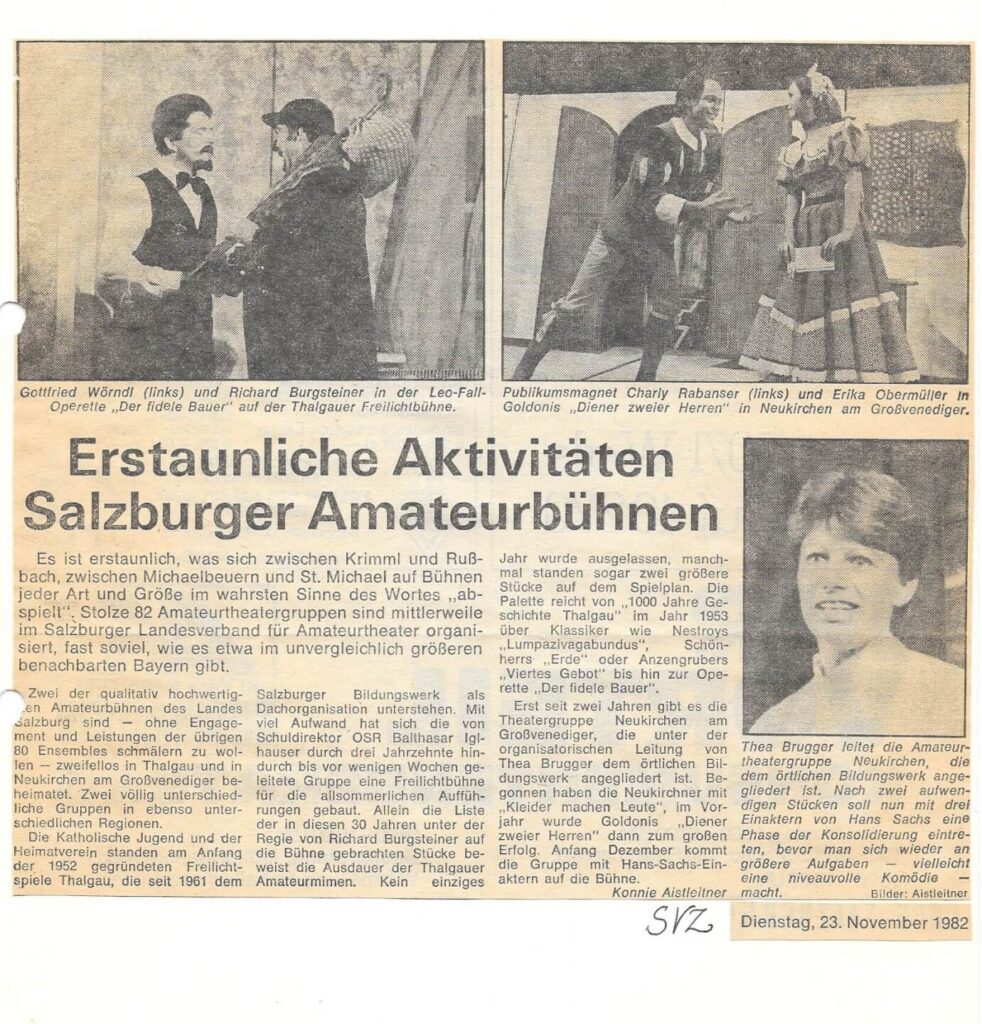 Gottfried Wörndl (links) und Richard Burgsteiner in der Leo-Fall-
Operette „Der fidele Bauer“ auf der Thalgauer Freilichtbühne.
Publikumsmagnet Charly Rabanser (links) und Erika Obermüller in
Goldonis „Diener zweier Herren“ in Neukirchen am Großvenediger.
Erstaunliche Aktivitäten
Salzburger Amateurbühnen
Es ist erstaunlich, was sich zwischen Krimml und Ruß-
bach, zwischen Michaelbeuern und St. Michael auf Bühnen
jeder Art und Größe im wahrsten Sinne des Wortes „ab-
spielt“. Stolze 82 Amateurtheatergruppen sind mittlerweile
im Salzburger Landesverband für Amateurtheater organi-
siert, fast soviel, wie es etwa im unvergleichlich größeren
benachbarten Bayern gibt.
Zwei der qualitativ hochwertig-
en Amateurbühnen des Landes
Salzburg sind — ohne Engage-
ment und Leistungen der übrigen
80 Ensembles schmälern zu wol-
len — zweifellos in Thalgau und in
Neukirchen am Großvenediger be-
heimatet. Zwei völlig unterschied-
liche Gruppen in ebenso unter-
schiedlichen Regionen.
Die Katholische Jugend und der
Heimatverein standen am Anfang
der 1952 gegründeten Freilicht-
spiele Thalgau, die seit 1961 dem
Salzburger Bildungswerk als
Dachorganisation unterstehen. Mit
viel Aufwand hat sich die von
Schuldirektor OSR Balthasar Igl-
hauser durch drei Jahrzehnte hin-
durch bis vor wenigen Wochen ge-
leitete Gruppe eine Freilichtbühne
für die allsommerlichen Auffüh-
rungen gebaut. Allein die Liste
der in diesen 30 Jahren unter der
Regie von Richard Burgsteiner auf
die Bühne gebrachten Stücke be-
weist die Ausdauer der Thalgauer
Amateurmimen. Kein einziges
Jahr wurde ausgelassen, manch-
mal standen sogar zwei größere
Stücke auf dem Spielplan. Die
Palette reicht von „1000 Jahre Ge-
schichte Thalgau“ im Jahr 1953
über Klassiker wie Nestroys
„Lumpazivagabundus“, Schön-
herrs „Erde“ oder Anzengrubers
„Viertes Gebot“ bis hin zur Ope-
rette „Der fidele Bauer“.
Erst seit zwei Jahren gibt es die
Theatergruppe Neukirchen am
Großvenediger, die unter der
organisatorischen Leitung von
Thea Brugger dem örtlichen Bil-
dungswerk angegliedert ist. Be-
gonnen haben die Neukirchner mit
„Kleider machen Leute“, im Vor-
jahr wurde Goldonis „Diener
zweier Herren“ dann zum großen
Erfolg. Anfang Dezember kommt
die Gruppe mit Hans-Sachs-Ein-
aktern auf die Bühne.
Konnie Aistleitner
Thea Brugger leitet die Amateur-
theatergruppe Neukirchen, die
dem örtlichen Bildungswerk ange-
gliedert ist. Nach zwei aufwen-
digen Stücken soll nun mit drei
Einaktern von Hans Sachs eine
Phase der Konsolidierung eintre-
ten, bevor man sich wieder an
größere Aufgaben — vielleicht
eine niveauvolle Komödie —
macht. Bilder: Aistleitner
SVZ
Dienstag, 23. November 1982